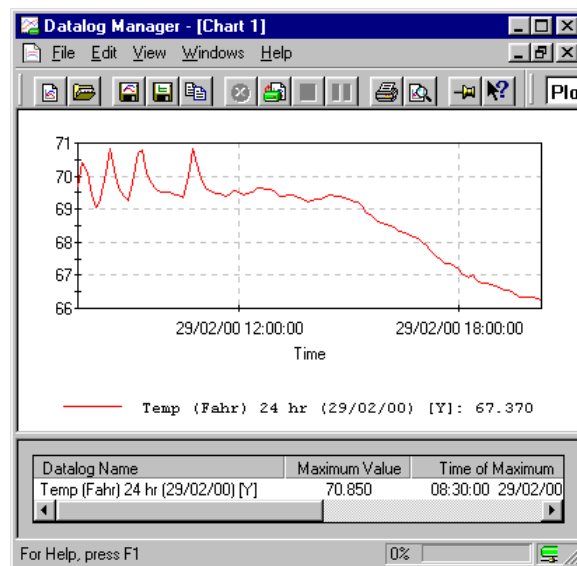 Datalog Manager - [Chart 1]
File Edit View Windows Help
Plo
71
70
69
68
67
66
29/02/00 12:00:00 29/02/00 18:00:00
Time
Temp (Fahr) 24 hr (29/02/00) [Y]: 67.370
Datalog Name Maximum Value Time of Maximum
Temp (Fahr) 24 hr (29/02/00) [Y] 70.850 08:30:00 29/02/00
For Help, press F1 0%